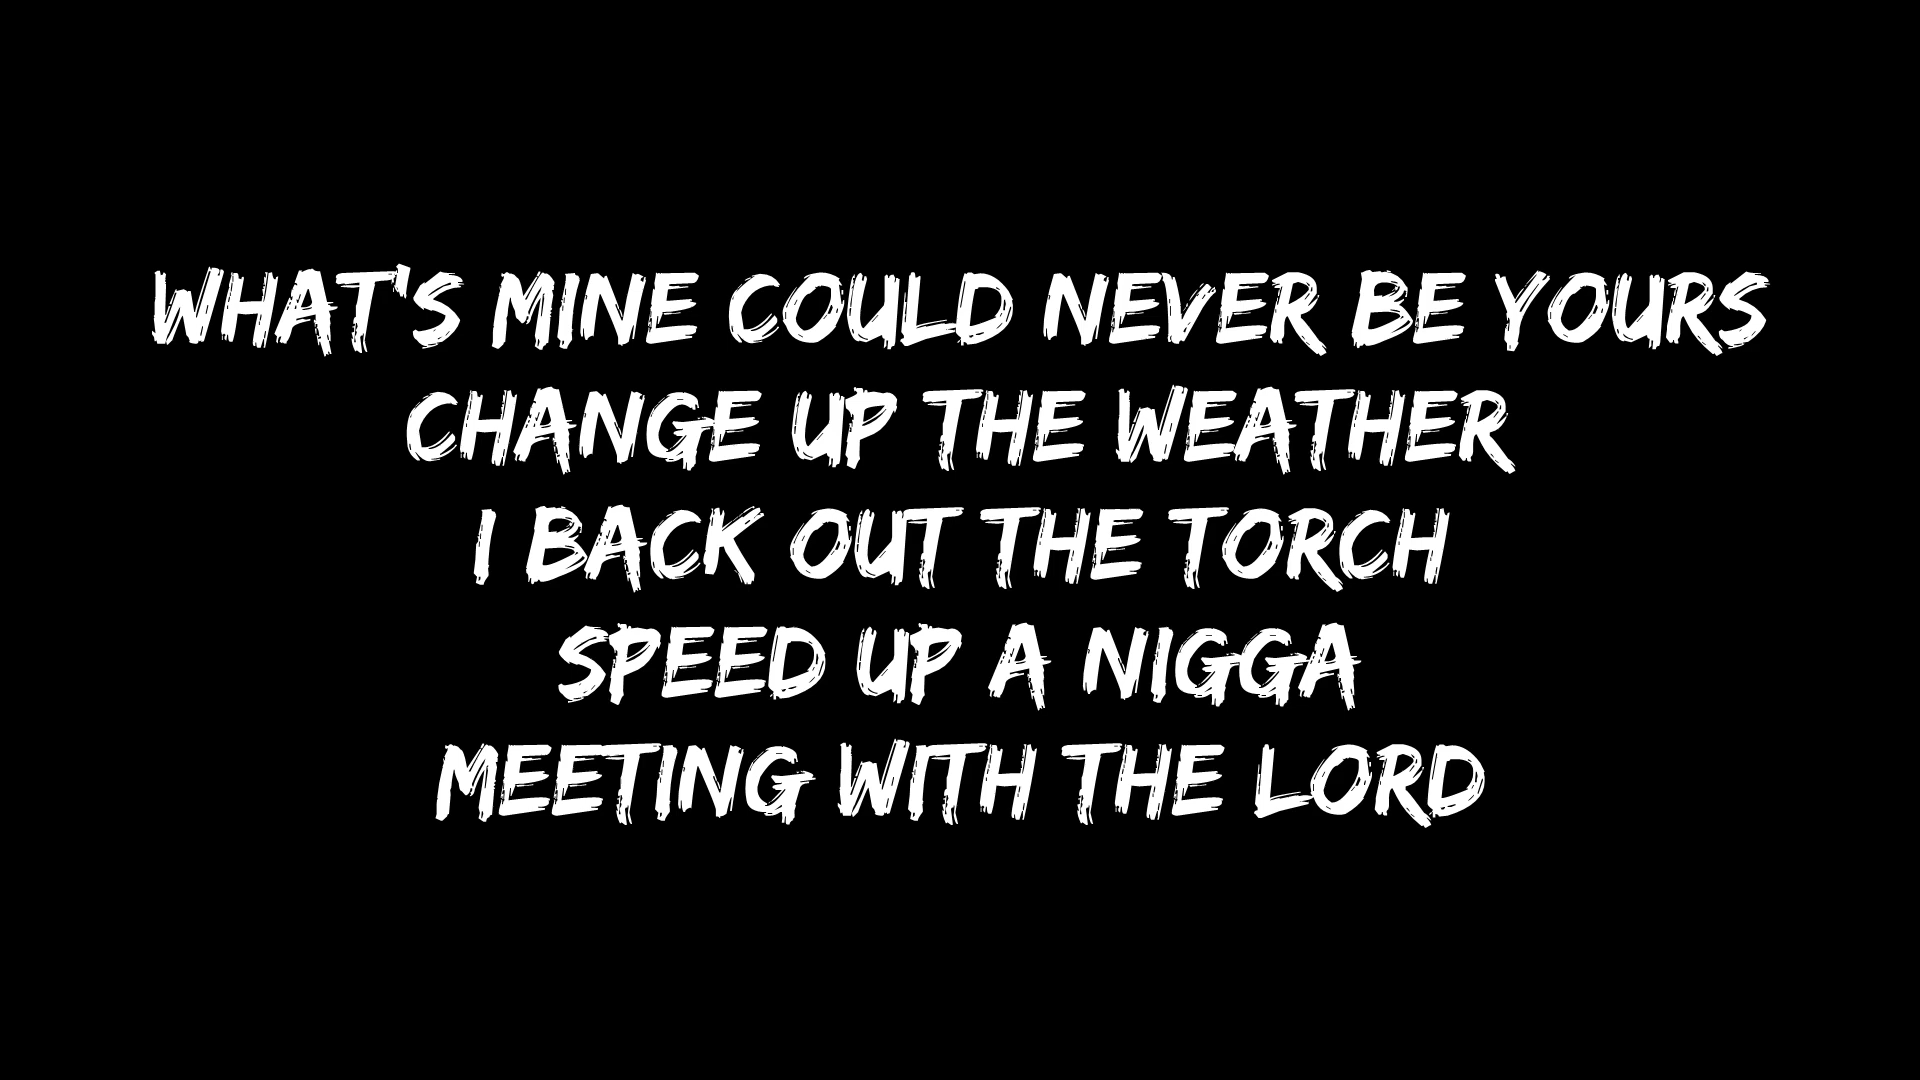 WHAT'S MINE COULD NEVER BE YOURS
CHANGE UP THE WEATHER
I BACK OUT THE TORCH
SPEED UP A NIGGA
MEETING WITH THE LORD